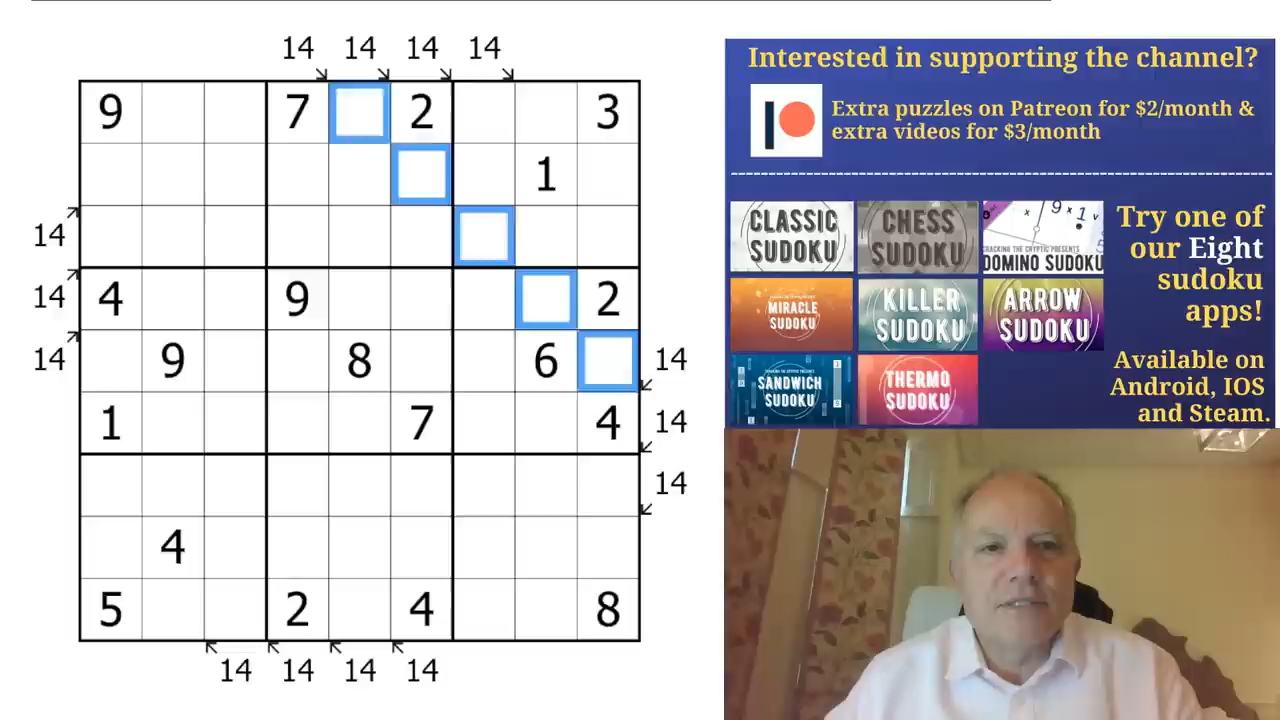 14 14 14 14
9 7 2 3
1
14
14 4 9 2
14 9 8 6 14
1 7 4 14
14
4
5 2 4 8
14 14 14 14
Interested in supporting the channel?
Extra puzzles on Patreon for $2/month &
extra videos for $3/month
CLASSIC
SUDOKU
CHESS
SUDOKU
CRACKING THE CRYPTIC PRESENTS
DOMINO SUDOKU
MIRACLE
SUDOKU
KILLER
SUDOKU
ARROW
SUDOKU
SANDWICH
SUDOKU
THERMO
SUDOKU
Try one of
our Eight
sudoku
apps!
Available on
Android, IOS
and Steam.